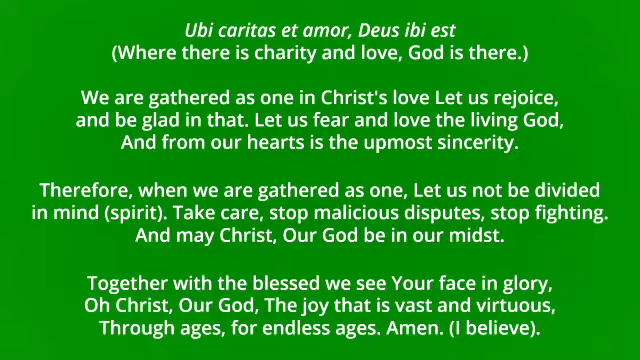 Ubi caritas et amor, Deus ibi est
(Where there is charity and love, God is there.)
We are gathered as one in Christ's love Let us rejoice,
and be glad in that. Let us fear and love the living God,
And from our hearts is the upmost sincerity.
Therefore, when we are gathered as one, Let us not be divided
in mind (spirit). Take care, stop malicious disputes, stop fighting.
And may Christ, Our God be in our midst.
Together with the blessed we see Your face in glory,
Oh Christ, Our God, The joy that is vast and virtuous,
Through ages, for endless ages. Amen. (I believe).